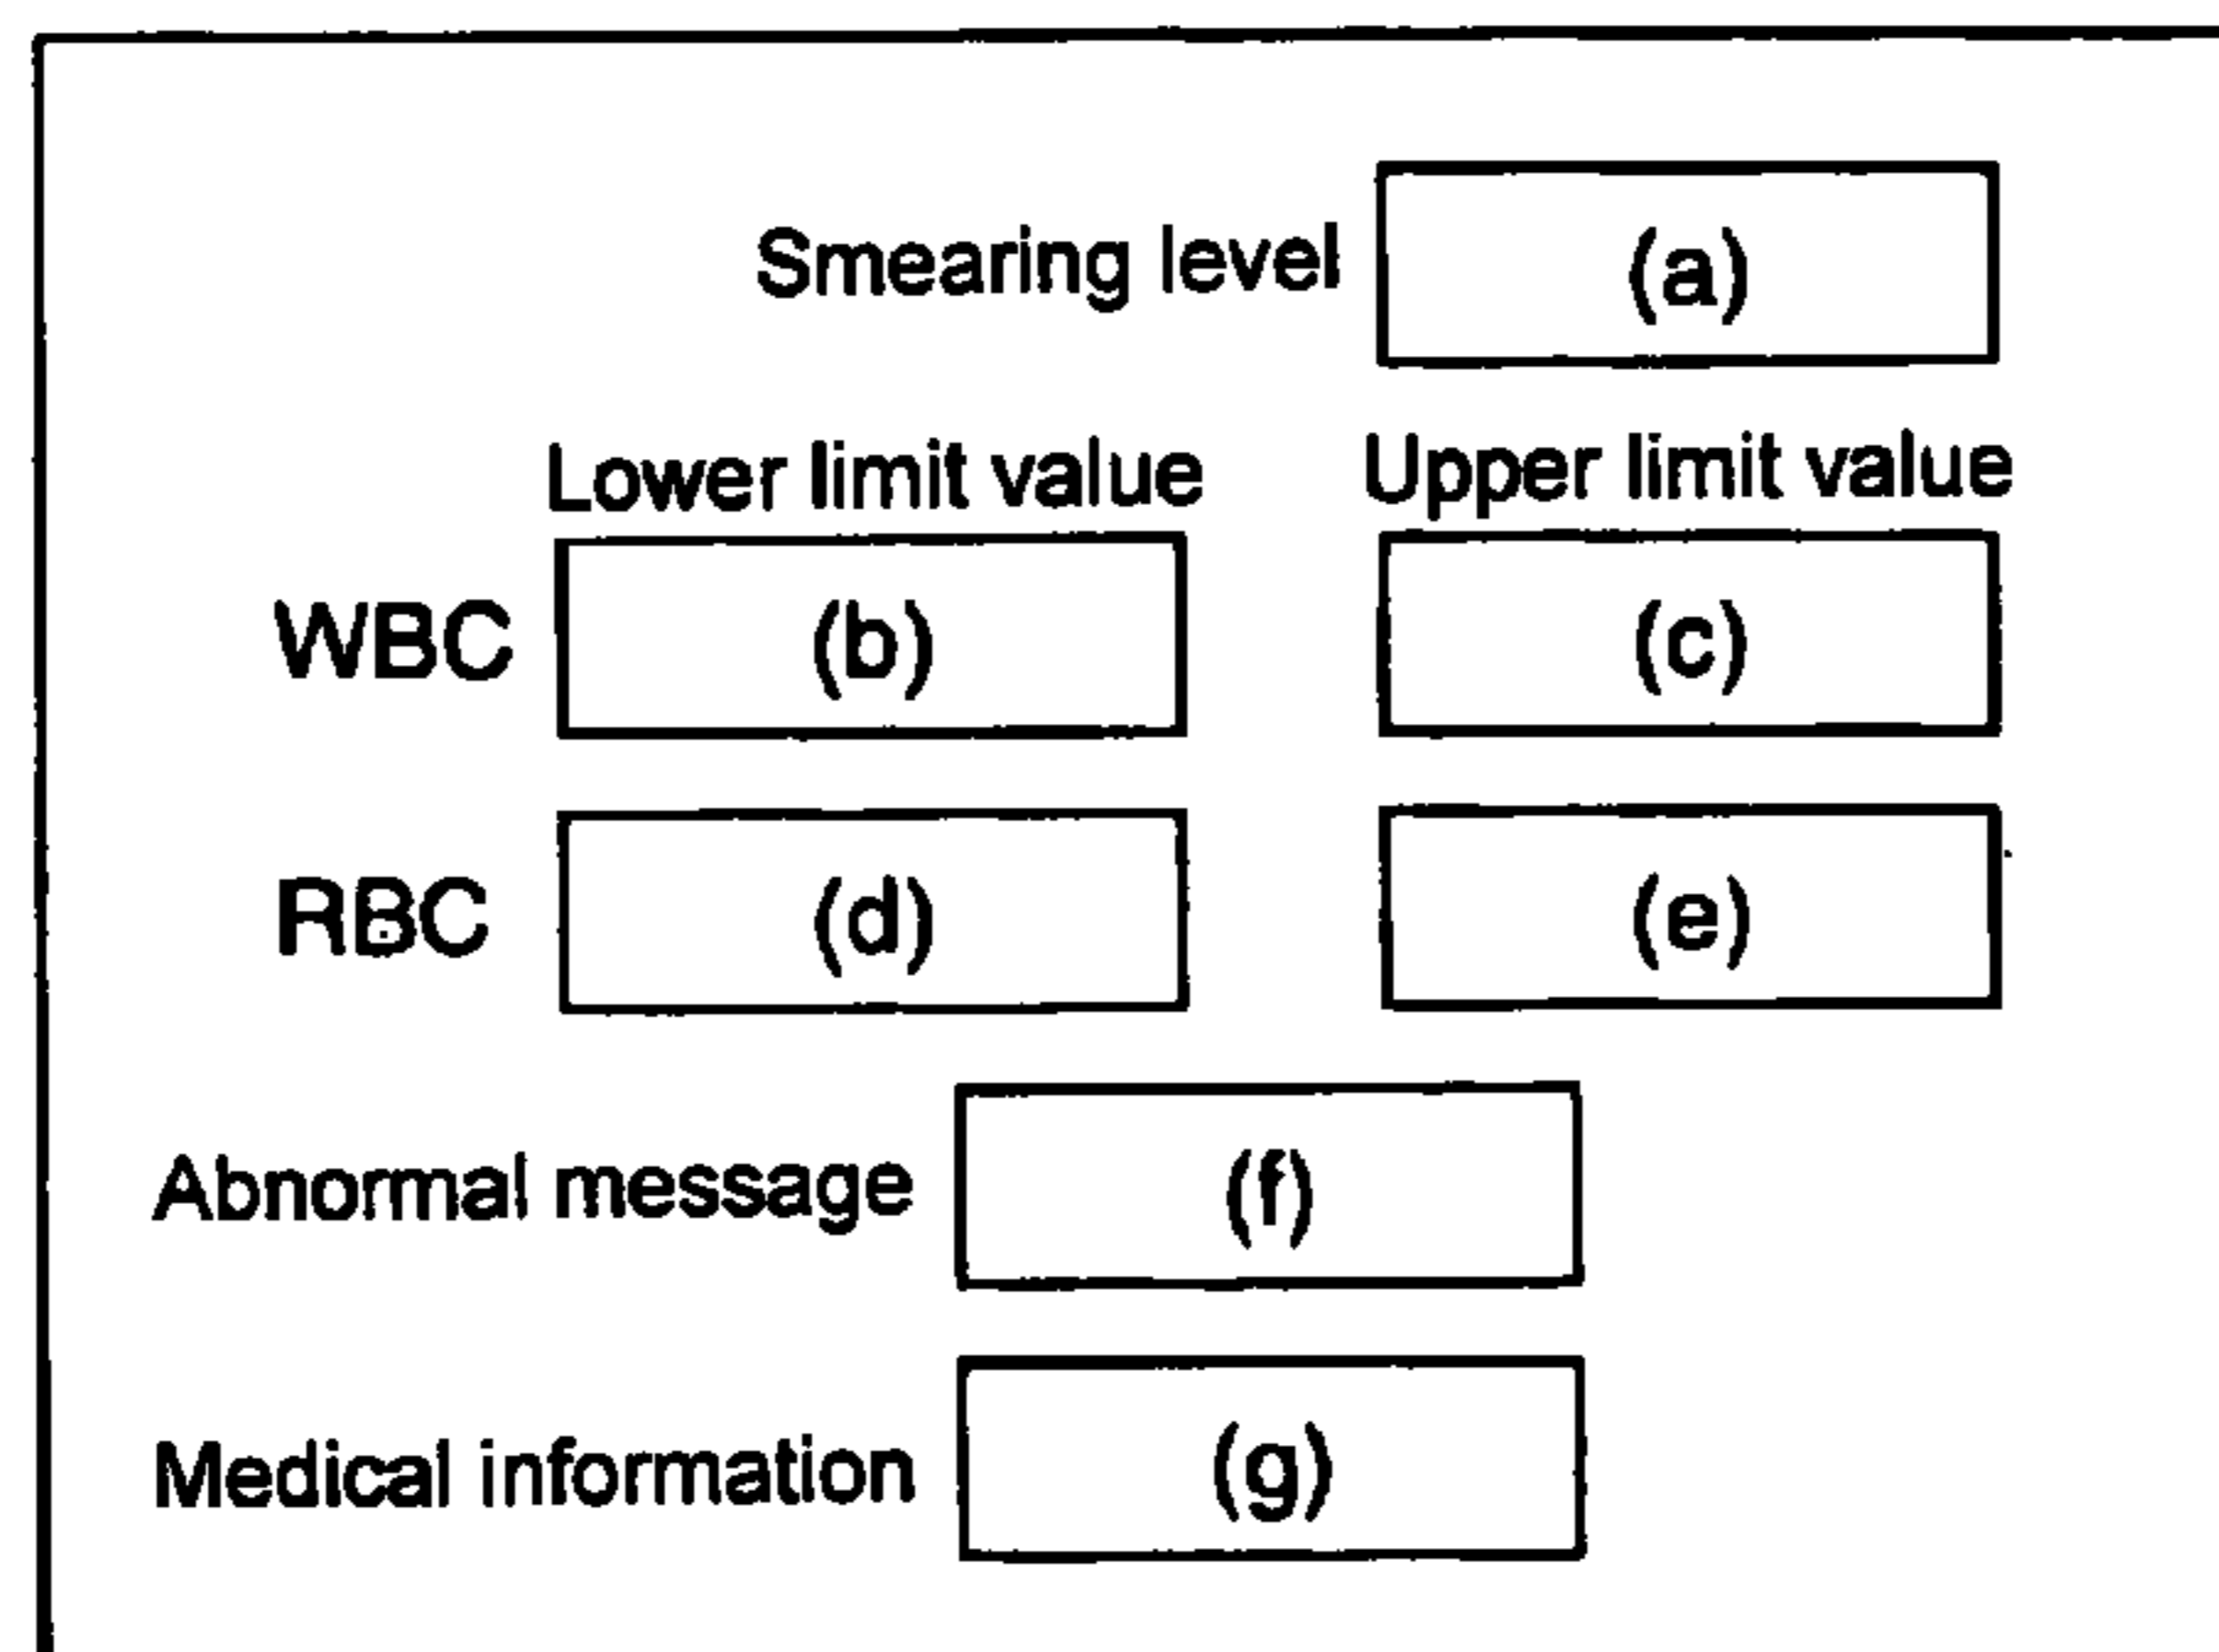 Smearing level (a)
Lower limit value Upper limit value
WBC (b) (c)
RBC (d) (e)
Abnormal message (f)
Medical information (g)